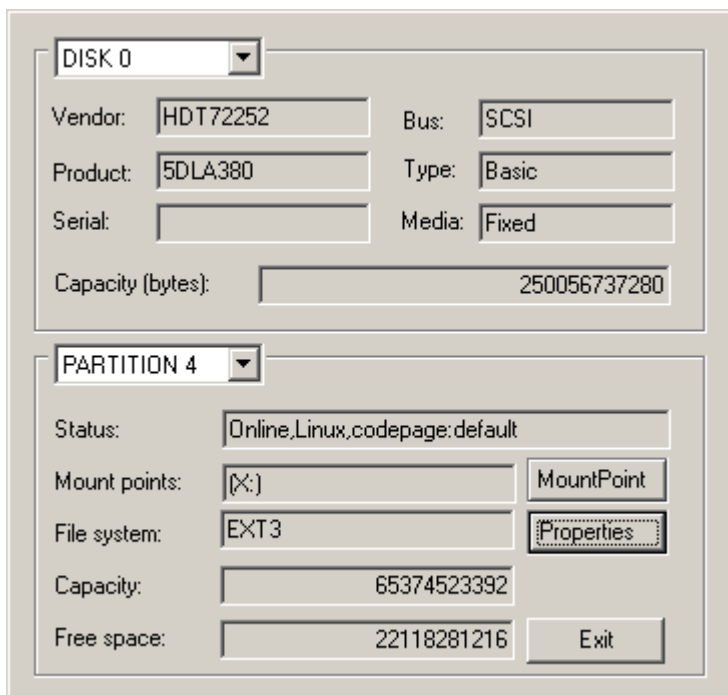 DISK 0
Vendor: HDT72252 Bus: SCSI
Product: 5DLA380 Type: Basic
Serial: Media: Fixed
Capacity (bytes): 250056737280
PARTITION 4
Status: Online,Linux,codepage:default
Mount points: (X:) MountPoint
File system: EXT3 Properties
Capacity: 65374523392
Free space: 22118281216 Exit